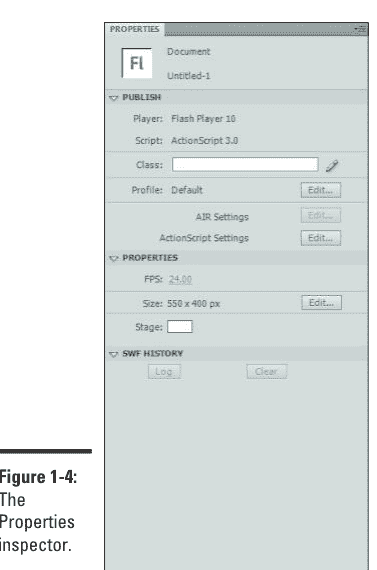 PROPERTIES
Fl
Document
Untitled-1
PUBLISH
Player: Flash Player 10
Script: ActionScript 3.0
Class:
Profile: Default Edit...
AIR Settings Edit...
ActionScript Settings Edit...
PROPERTIES
FPS: 24.00
Size: 550 x 400 px Edit...
Stage:
SWF HISTORY
Log Clear
Figure 1-4:
The
Properties
inspector.